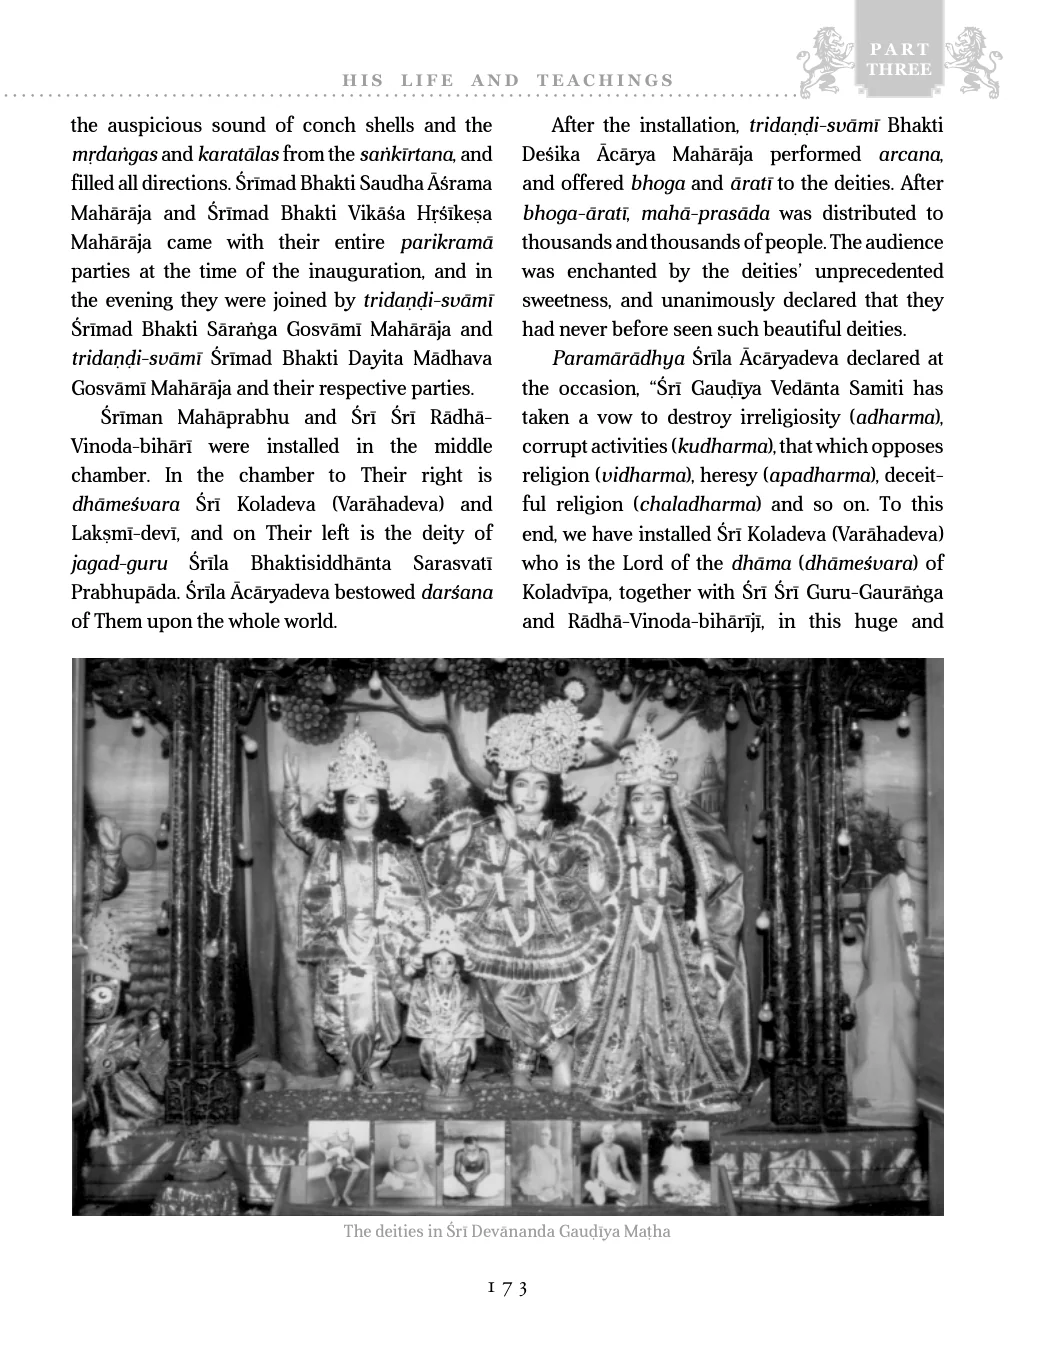 PART
THREE
HIS LIFE AND TEACHINGS
the auspicious sound of conch shells and the
mṛdaṅgas and karatālas from the saṅkīrtana, and
filled all directions. Śrīmad Bhakti Saudha Āśrama
Mahārāja and Śrīmad Bhakti Vikāśa Hṛśīkeṣa
Mahārāja came with their entire parikramā
parties at the time of the inauguration, and in
the evening they were joined by tridaṇḍi-svāmī
Śrīmad Bhakti Sāraṅga Gosvāmī Mahārāja and
tridaṇḍi-svāmī Śrīmad Bhakti Dayita Mādhava
Gosvāmī Mahārāja and their respective parties.
Śrīman Mahāprabhu and Śrī Śrī Rādhā-
Vinoda-bihārī were installed in the middle
chamber. In the chamber to Their right is
dhāmeśvara Śrī Koladeva (Varāhadeva) and
Lakṣmī-devī, and on Their left is the deity of
jagad-guru Śrīla Bhaktisiddhānta Sarasvatī
Prabhupāda. Śrīla Ācāryadeva bestowed darśana
of Them upon the whole world.
After the installation, tridaṇḍi-svāmī Bhakti
Deśika Ācārya Mahārāja performed arcana,
and offered bhoga and āratī to the deities. After
bhoga-āratī, mahā-prasāda was distributed to
thousands and thousands of people. The audience
was enchanted by the deities’ unprecedented
sweetness, and unanimously declared that they
had never before seen such beautiful deities.
Paramārādhya Śrīla Ācāryadeva declared at
the occasion, “Śrī Gauḍīya Vedānta Samiti has
taken a vow to destroy irreligiosity (adharma),
corrupt activities (kudharma), that which opposes
religion (vidharma), heresy (apadharma), deceit-
ful religion (chaladharma) and so on. To this
end, we have installed Śrī Koladeva (Varāhadeva)
who is the Lord of the dhāma (dhāmeśvara) of
Koladvīpa, together with Śrī Śrī Guru-Gaurāṅga
and Rādhā-Vinoda-bihārījī, in this huge and
The deities in Śrī Devānanda Gauḍīya Maṭha
173